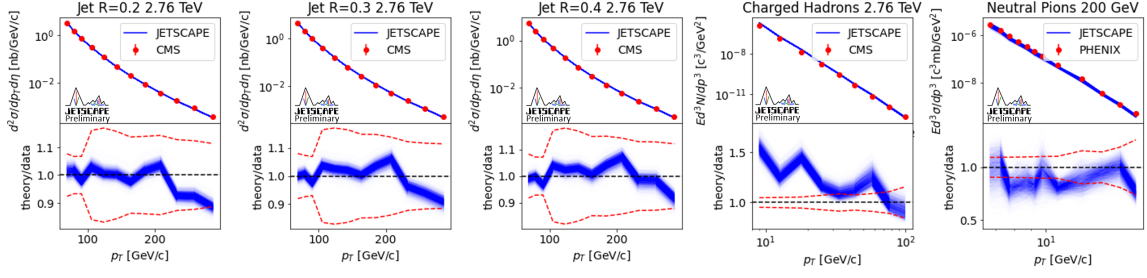 Jet R=0.2 2.76 TeV
d²σ/dp_Tdη [nb/GeV/c]
10⁰
10⁻²
JETSCAPE
CMS
JETSCAPE
Preliminary
theory/data
1.1
1.0
0.9
100
200
p_T [GeV/c]
Jet R=0.3 2.76 TeV
d²σ/dp_Tdη [nb/GeV/c]
10⁰
10⁻²
JETSCAPE
CMS
JETSCAPE
Preliminary
theory/data
1.1
1.0
0.9
100
200
p_T [GeV/c]
Jet R=0.4 2.76 TeV
d²σ/dp_Tdη [nb/GeV/c]
10⁰
10⁻²
JETSCAPE
CMS
JETSCAPE
Preliminary
theory/data
1.1
1.0
0.9
100
200
p_T [GeV/c]
Charged Hadrons 2.76 TeV
Ed³N/dp³ [c³/GeV²]
10⁻⁶
10⁻¹¹
JETSCAPE
CMS
JETSCAPE
Preliminary
theory/data
1.5
1.0
10¹
10²
p_T [GeV/c]
Neutral Pions 200 GeV
Ed³σ/dp³ [c³mb/GeV²]
10⁻⁶
10⁻⁸
JETSCAPE
PHENIX
JETSCAPE
Preliminary
theory/data
1.0
0.5
10¹
p_T [GeV/c]